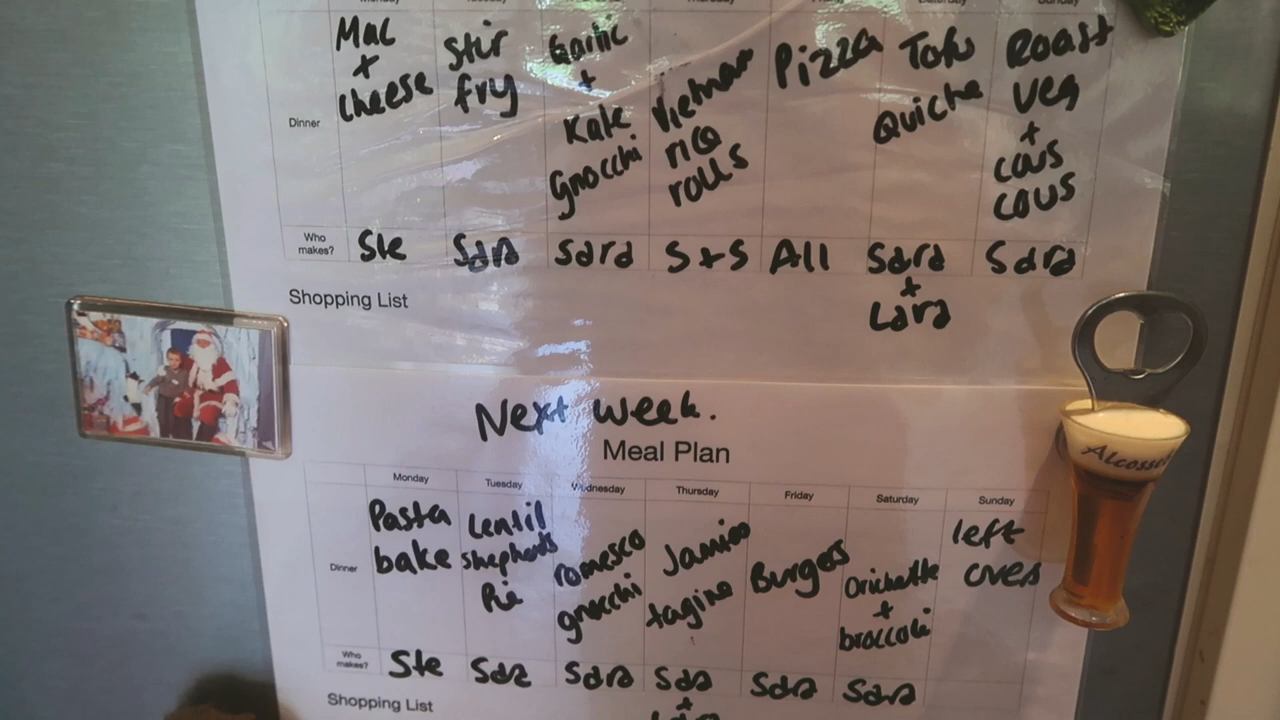 Mac Stir Garlic Vietnam Pizza Tofu Roast
+ fry + rice Quiche veg
cheese Kale rolls +
Dinner Gnocchi cous
cous
Who makes? Ste Sara Sara S+S All Sara + Lara Sara
Shopping List
Next week.
Meal Plan
Monday Tuesday Wednesday Thursday Friday Saturday Sunday
Dinner Pasta bake Lentil shepherds Pie romesco gnocchi Jamies tagine Burgers Orichette + broccoli left overs
Who makes? Ste Sara Sara Sara + Sara Sara
Shopping List